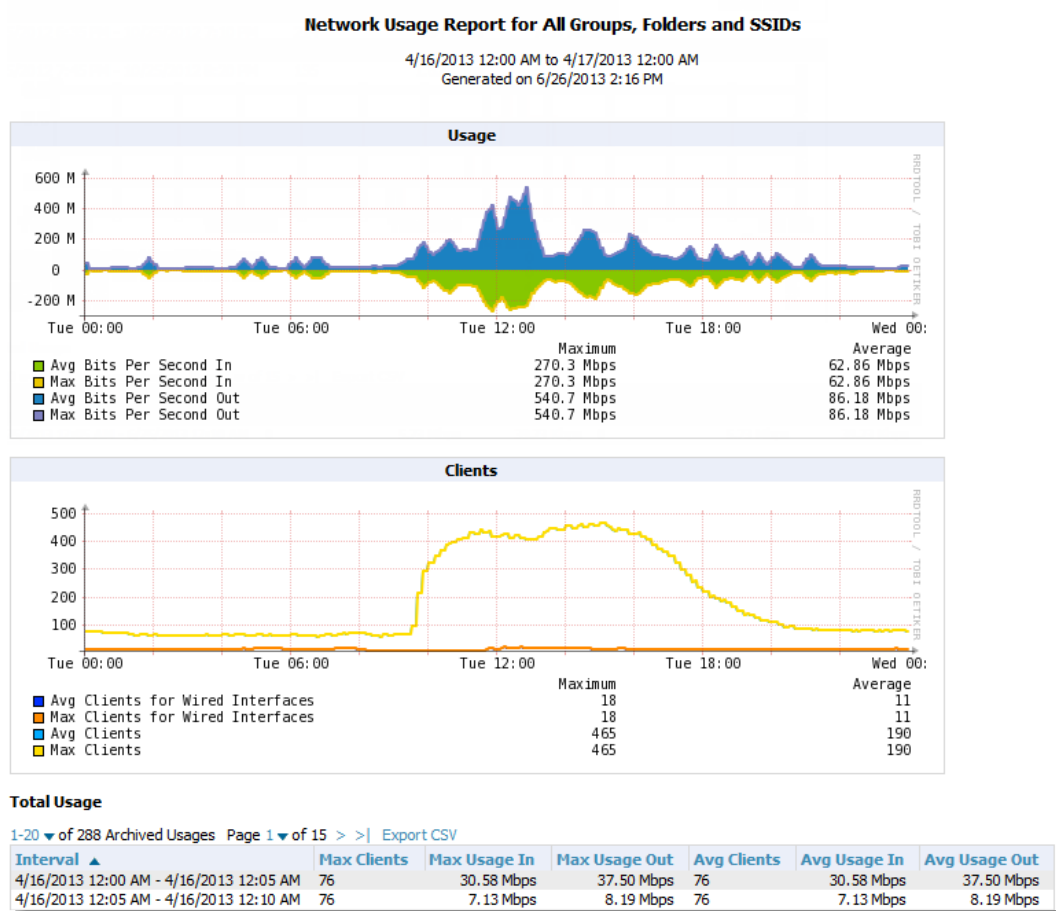 Network Usage Report for All Groups, Folders and SSIDs
4/16/2013 12:00 AM to 4/17/2013 12:00 AM
Generated on 6/26/2013 2:16 PM
Usage
600 M
400 M
200 M
0
-200 M
Tue 00:00 Tue 06:00 Tue 12:00 Tue 18:00 Wed 00:
RRDTOOL / TOBI OETIKER
Maximum Average
Avg Bits Per Second In 270.3 Mbps 62.86 Mbps
Max Bits Per Second In 270.3 Mbps 62.86 Mbps
Avg Bits Per Second Out 540.7 Mbps 86.18 Mbps
Max Bits Per Second Out 540.7 Mbps 86.18 Mbps
Clients
500
400
300
200
100
Tue 00:00 Tue 06:00 Tue 12:00 Tue 18:00 Wed 00:
RRDTOOL / TOBI OETIKER
Maximum Average
Avg Clients for Wired Interfaces 18 11
Max Clients for Wired Interfaces 18 11
Avg Clients 465 190
Max Clients 465 190
Total Usage
1-20 of 288 Archived Usages Page 1 of 15 > >| Export CSV
Interval Max Clients Max Usage In Max Usage Out Avg Clients Avg Usage In Avg Usage Out
4/16/2013 12:00 AM - 4/16/2013 12:05 AM 76 30.58 Mbps 37.50 Mbps 76 30.58 Mbps 37.50 Mbps
4/16/2013 12:05 AM - 4/16/2013 12:10 AM 76 7.13 Mbps 8.19 Mbps 76 7.13 Mbps 8.19 Mbps